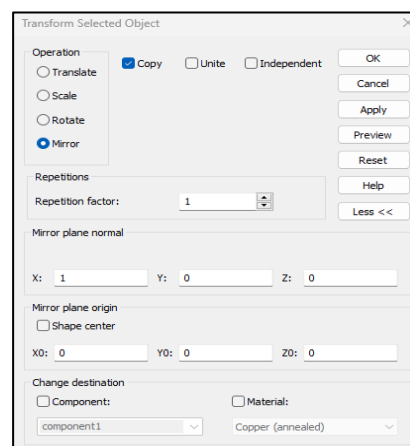 Transform Selected Object
Operation
Translate
Scale
Rotate
Mirror
Copy Unite Independent
OK
Cancel
Apply
Preview
Reset
Help
Less <<
Repetitions
Repetition factor: 1
Mirror plane normal
X: 1 Y: 0 Z: 0
Mirror plane origin
Shape center
X0: 0 Y0: 0 Z0: 0
Change destination
Component: Material:
component1 Copper (annealed)